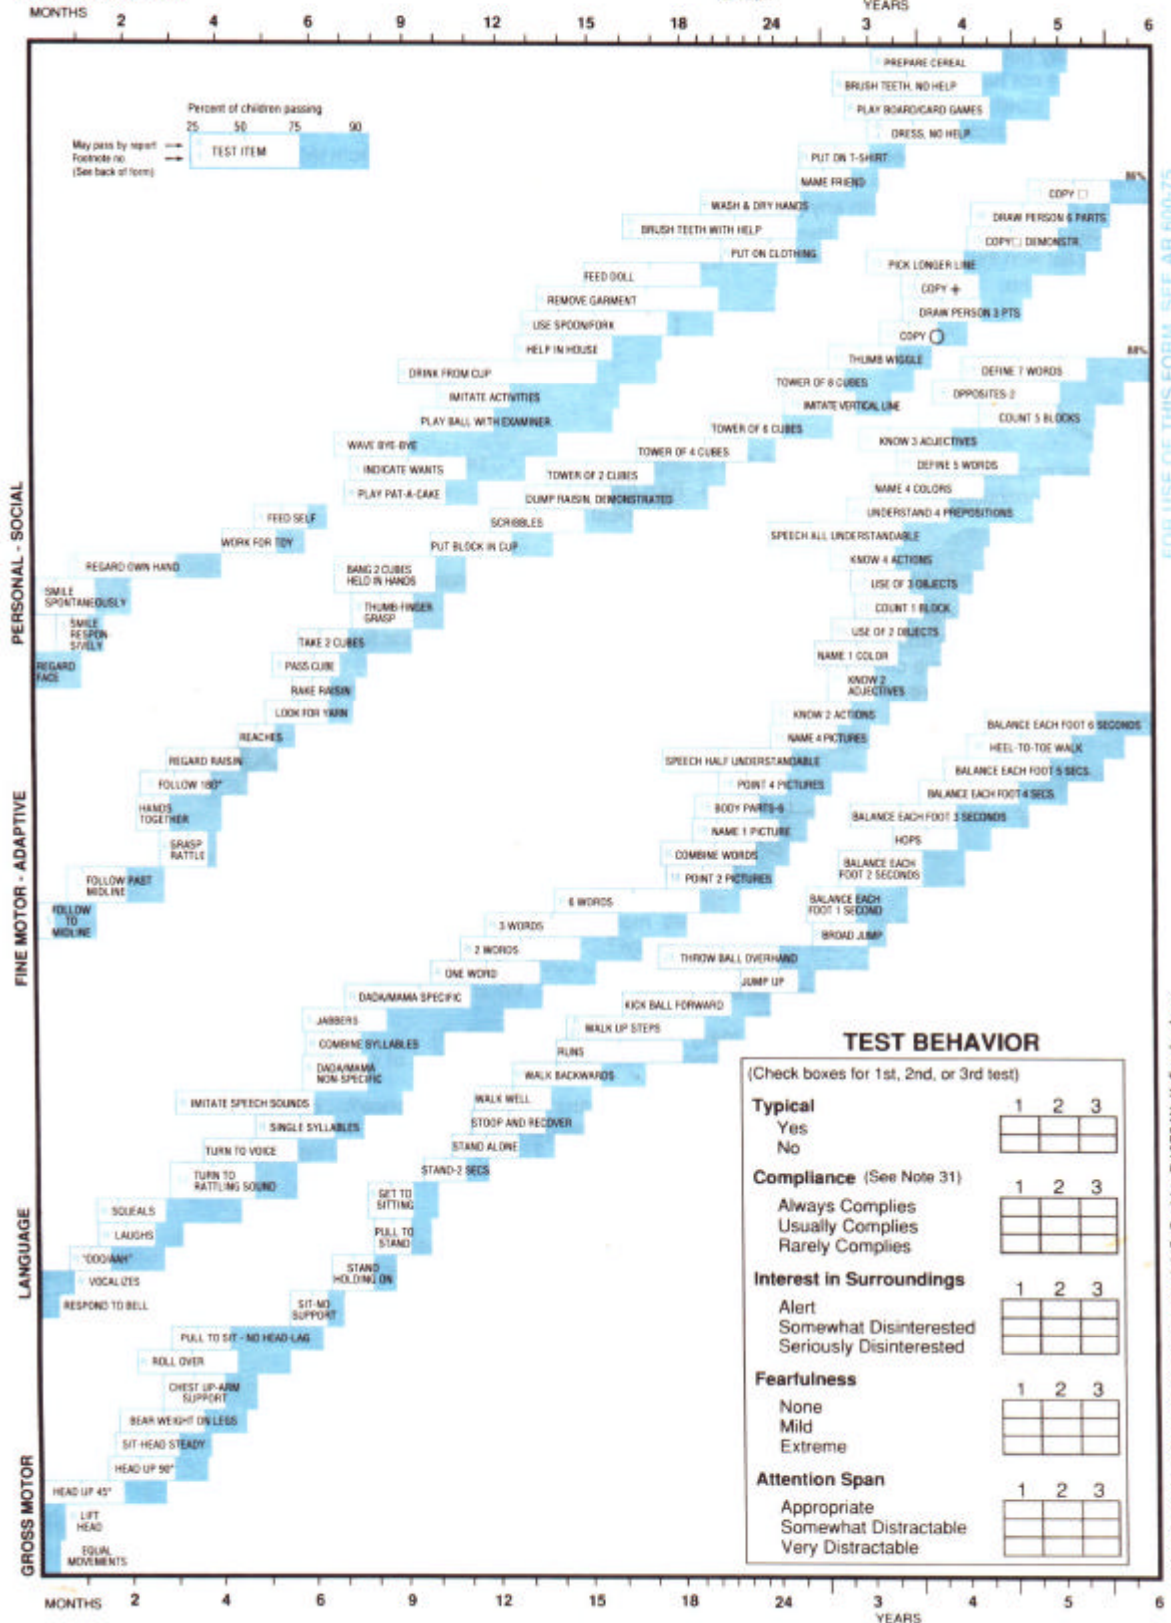 MONTHS 2 4 6 9 12 15 18 24 YEARS 3 4 5 6
PREPARE CEREAL
BRUSH TEETH, NO HELP
Percent of children passing
25 50 75 90
May pass by report
Footnote no.
(See back of form)
TEST ITEM
PLAY BOARD/CARD GAMES
DRESS, NO HELP
PUT ON T-SHIRT
NAME FRIEND
WASH & DRY HANDS
BRUSH TEETH WITH HELP
PUT ON CLOTHING
FEED DOLL
REMOVE GARMENT
USE SPOON/FORK
HELP IN HOUSE
DRINK FROM CUP
IMITATE ACTIVITIES
PLAY BALL WITH EXAMINER
WAVE BYE-BYE
INDICATE WANTS
PLAY PAT-A-CAKE
FEED SELF
WORK FOR TOY
REGARD OWN HAND
SMILE
SPONTANEOUSLY
SMILE
RESPON
SIVELY
REGARD
FACE
PERSONAL - SOCIAL
86%
COPY □
DRAW PERSON 6 PARTS
COPY □ DEMONSTR.
PICK LONGER LINE
COPY +
DRAW PERSON 3 PTS
COPY ○
THUMB WIGGLE
TOWER OF 8 CUBES
IMITATE VERTICAL LINE
TOWER OF 6 CUBES
TOWER OF 4 CUBES
TOWER OF 2 CUBES
DUMP RAISIN, DEMONSTRATED
SCRIBBLES
PUT BLOCK IN CUP
BANG 2 CUBES
HELD IN HANDS
THUMB-FINGER
GRASP
TAKE 2 CUBES
PASS CUBE
RAKE RAISIN
LOOK FOR YARN
REACHES
REGARD RAISIN
FOLLOW 180°
HANDS
TOGETHER
GRASP
RATTLE
FOLLOW PAST
MIDLINE
FOLLOW
TO
MIDLINE
FINE MOTOR - ADAPTIVE
88%
DEFINE 7 WORDS
OPPOSITES-2
COUNT 5 BLOCKS
KNOW 3 ADJECTIVES
DEFINE 5 WORDS
NAME 4 COLORS
UNDERSTAND 4 PREPOSITIONS
SPEECH ALL UNDERSTANDABLE
KNOW 4 ACTIONS
USE OF 3 OBJECTS
COUNT 1 BLOCK
USE OF 2 OBJECTS
NAME 1 COLOR
KNOW 2
ADJECTIVES
KNOW 2 ACTIONS
NAME 4 PICTURES
SPEECH HALF UNDERSTANDABLE
POINT 4 PICTURES
BODY PARTS-6
NAME 1 PICTURE
COMBINE WORDS
POINT 2 PICTURES
6 WORDS
3 WORDS
2 WORDS
ONE WORD
DADA/MAMA SPECIFIC
JABBERS
COMBINE SYLLABLES
DADA/MAMA
NON-SPECIFIC
IMITATE SPEECH SOUNDS
SINGLE SYLLABLES
TURN TO VOICE
TURN TO
RATTLING SOUND
SQUEALS
LAUGHS
"OOO/AAH"
VOCALIZES
RESPOND TO BELL
LANGUAGE
BALANCE EACH FOOT 6 SECONDS
HEEL-TO-TOE WALK
BALANCE EACH FOOT 5 SECS
BALANCE EACH FOOT 4 SECS
BALANCE EACH FOOT 3 SECONDS
HOPS
BALANCE EACH
FOOT 2 SECONDS
BALANCE EACH
FOOT 1 SECOND
BROAD JUMP
THROW BALL OVERHAND
JUMP UP
KICK BALL FORWARD
WALK UP STEPS
RUNS
WALK BACKWARDS
WALK WELL
STOOP AND RECOVER
STAND ALONE
STAND-2 SECS
GET TO
SITTING
PULL TO
STAND
STAND
HOLDING ON
SIT-NO
SUPPORT
PULL TO SIT - NO HEAD-LAG
ROLL OVER
CHEST UP-ARM
SUPPORT
BEAR WEIGHT ON LEGS
SIT-HEAD STEADY
HEAD UP 90°
HEAD UP 45°
LIFT
HEAD
EQUAL
MOVEMENTS
GROSS MOTOR
TEST BEHAVIOR
(Check boxes for 1st, 2nd, or 3rd test)
Typical 1 2 3
Yes
No
Compliance (See Note 31) 1 2 3
Always Complies
Usually Complies
Rarely Complies
Interest in Surroundings 1 2 3
Alert
Somewhat Disinterested
Seriously Disinterested
Fearfulness 1 2 3
None
Mild
Extreme
Attention Span 1 2 3
Appropriate
Somewhat Distractable
Very Distractable
MONTHS 2 4 6 9 12 15 18 24 3 4 5 6
YEARS
FOR USE OF THIS FORM, SEE AR 600-75